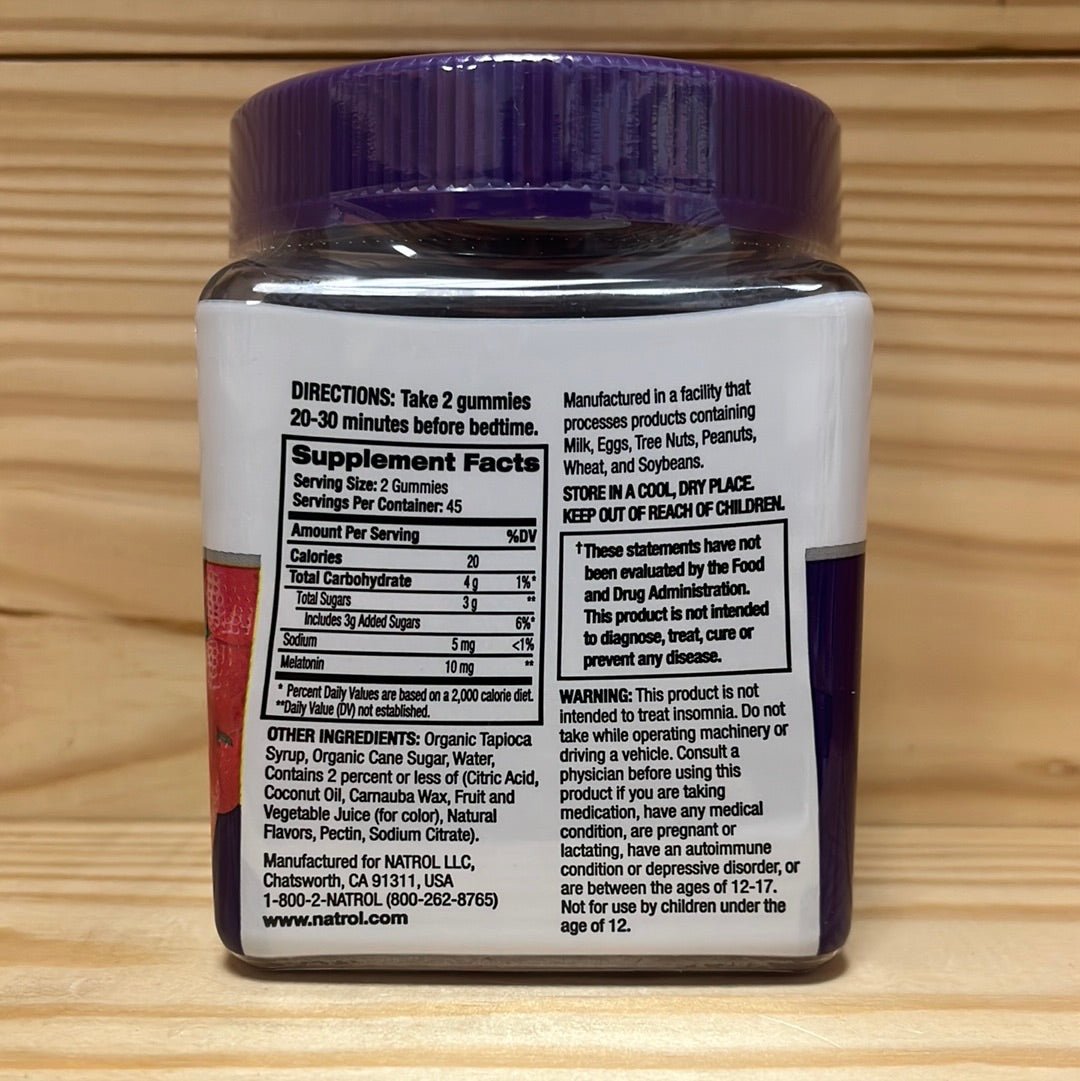 DIRECTIONS: Take 2 gummies
20-30 minutes before bedtime.
Supplement Facts
Serving Size: 2 Gummies
Servings Per Container: 45
Amount Per Serving %DV
Calories 20
Total Carbohydrate 4 g 1%*
Total Sugars 3 g **
Includes 3g Added Sugars 6%*
Sodium 5 mg <1%
Melatonin 10 mg **
* Percent Daily Values are based on a 2,000 calorie diet.
**Daily Value (DV) not established.
OTHER INGREDIENTS: Organic Tapioca
Syrup, Organic Cane Sugar, Water,
Contains 2 percent or less of (Citric Acid,
Coconut Oil, Carnauba Wax, Fruit and
Vegetable Juice (for color), Natural
Flavors, Pectin, Sodium Citrate).
Manufactured for NATROL LLC,
Chatsworth, CA 91311, USA
1-800-2-NATROL (800-262-8765)
www.natrol.com
Manufactured in a facility that
processes products containing
Milk, Eggs, Tree Nuts, Peanuts,
Wheat, and Soybeans.
STORE IN A COOL, DRY PLACE.
KEEP OUT OF REACH OF CHILDREN.
†These statements have not
been evaluated by the Food
and Drug Administration.
This product is not intended
to diagnose, treat, cure or
prevent any disease.
WARNING: This product is not
intended to treat insomnia. Do not
take while operating machinery or
driving a vehicle. Consult a
physician before using this
product if you are taking
medication, have any medical
condition, are pregnant or
lactating, have an autoimmune
condition or depressive disorder, or
are between the ages of 12-17.
Not for use by children under the
age of 12.